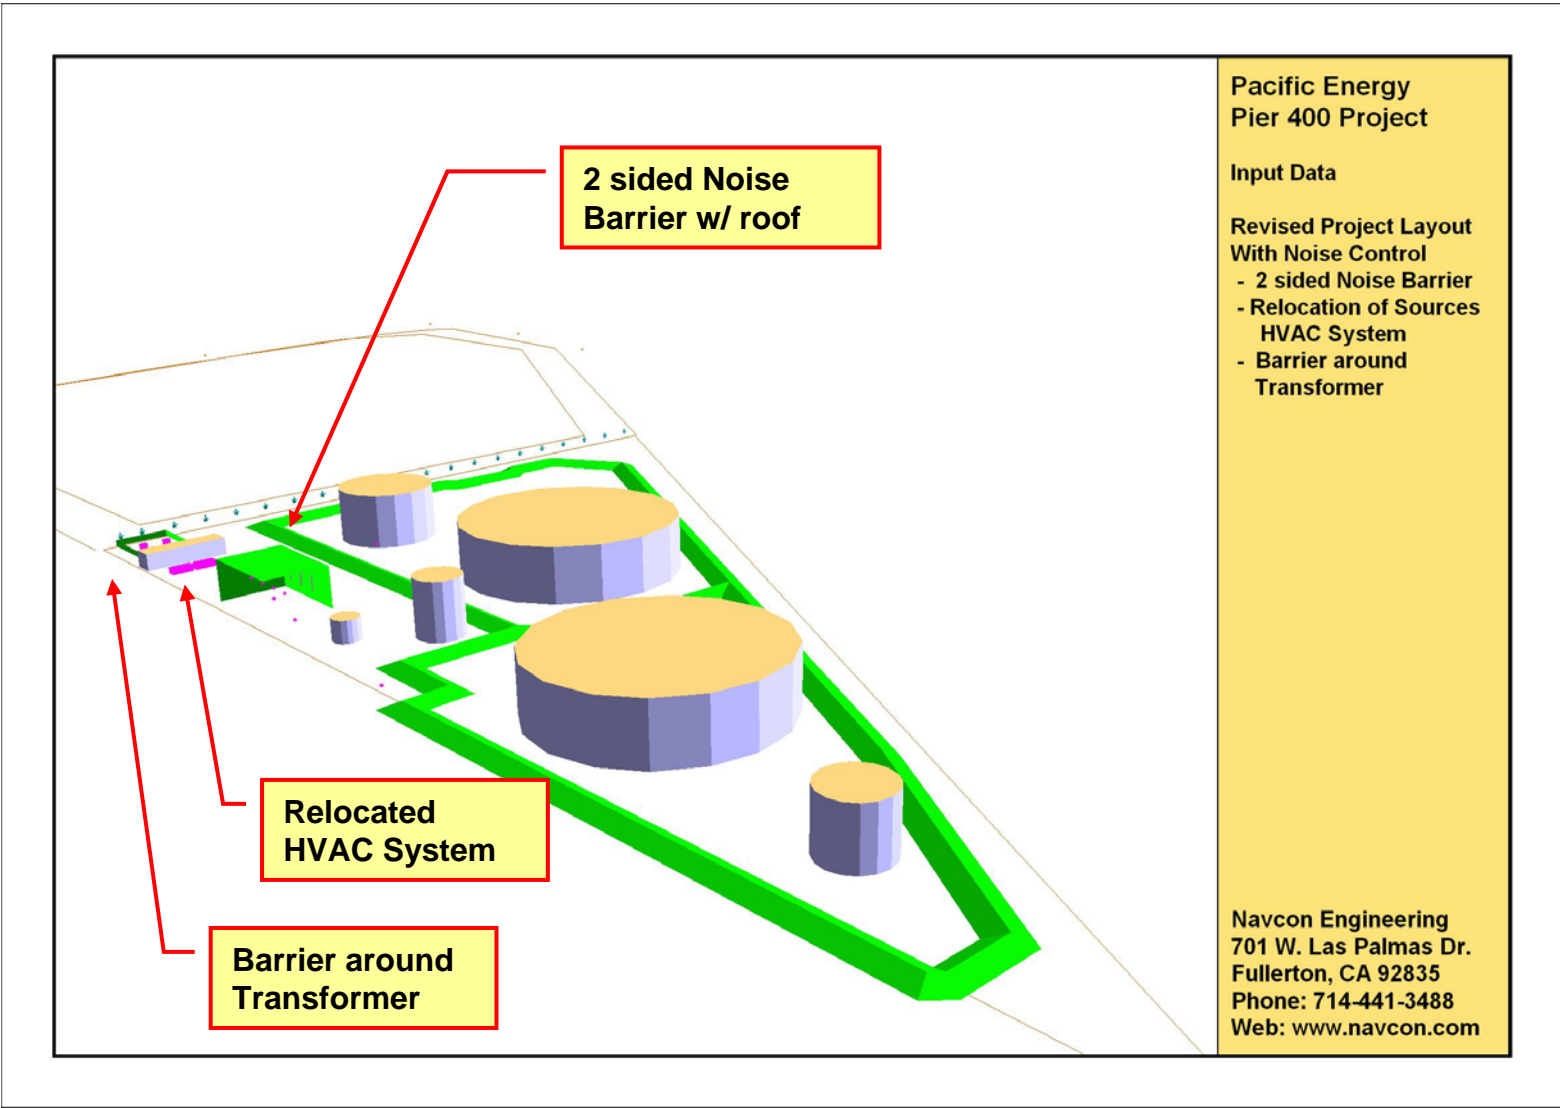 2 sided Noise
Barrier w/ roof
Relocated
HVAC System
Barrier around
Transformer
Pacific Energy
Pier 400 Project
Input Data
Revised Project Layout
With Noise Control
- 2 sided Noise Barrier
- Relocation of Sources
HVAC System
- Barrier around
Transformer
Navcon Engineering
701 W. Las Palmas Dr.
Fullerton, CA 92835
Phone: 714-441-3488
Web: www.navcon.com